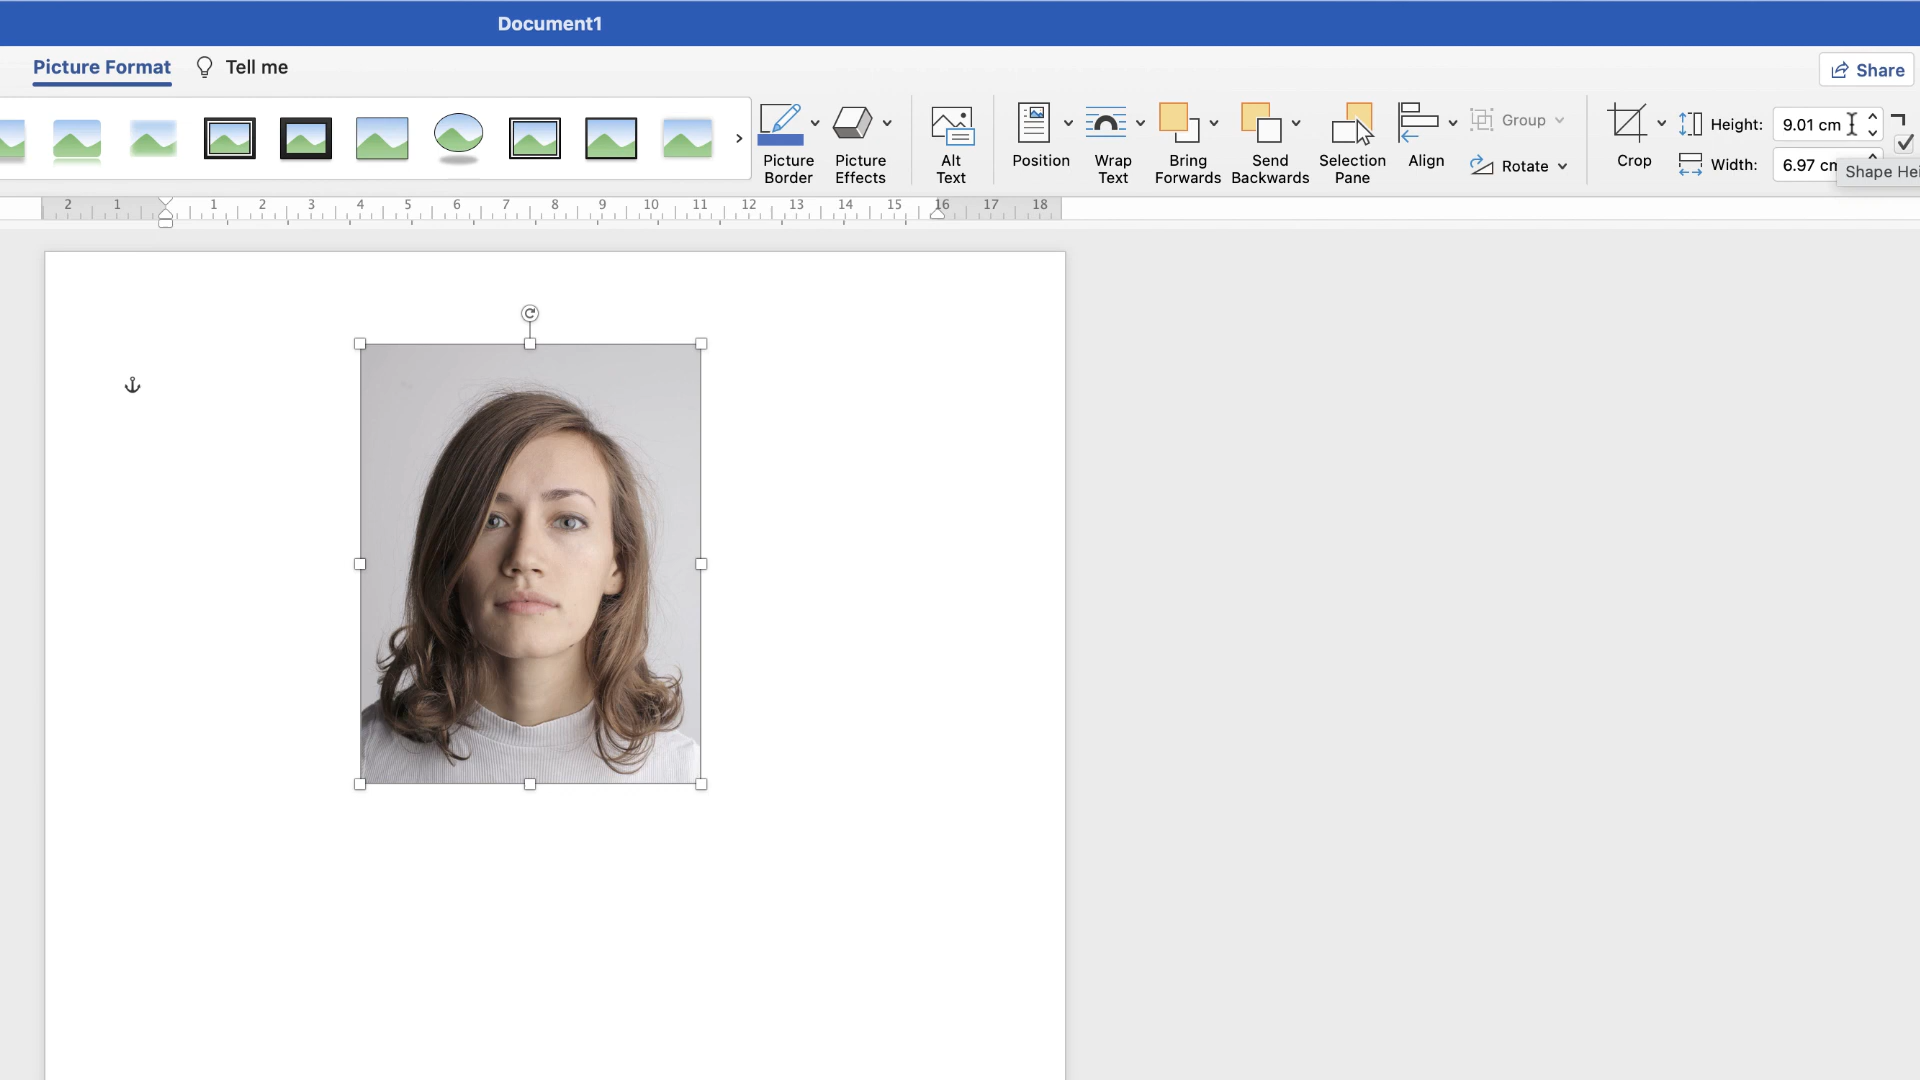 Document1
Picture Format
Tell me
Share
Picture Border
Picture Effects
Alt Text
Position
Wrap Text
Bring Forwards
Send Backwards
Selection Pane
Align
Group
Rotate
Crop
Height: 9.01 cm
Width: 6.97 cm
Shape Hei
2 1 1 2 3 4 5 6 7 8 9 10 11 12 13 14 15 16 17 18